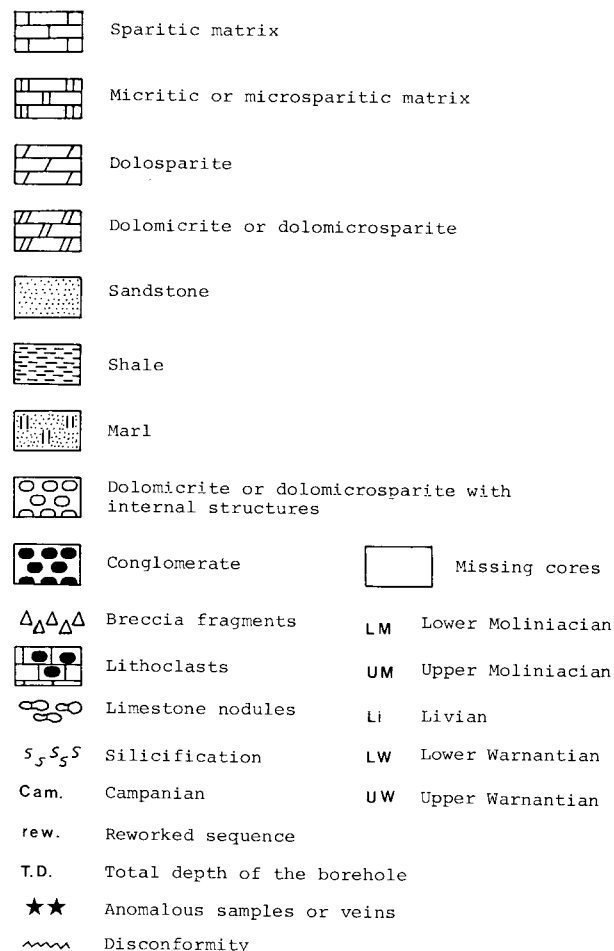 Sparitic matrix
Micritic or microsparitic matrix
Dolosparite
Dolomicrite or dolomicrosparite
Sandstone
Shale
Marl
Dolomicrite or dolomicrosparite with
internal structures
Conglomerate
Missing cores
Breccia fragments
LM Lower Moliniacian
Lithoclasts
UM Upper Moliniacian
Limestone nodules
Li Livian
S S S S S Silicification
LW Lower Warnantian
Cam. Campanian
UW Upper Warnantian
rew. Reworked sequence
T.D. Total depth of the borehole
Anomalous samples or veins
Disconformity